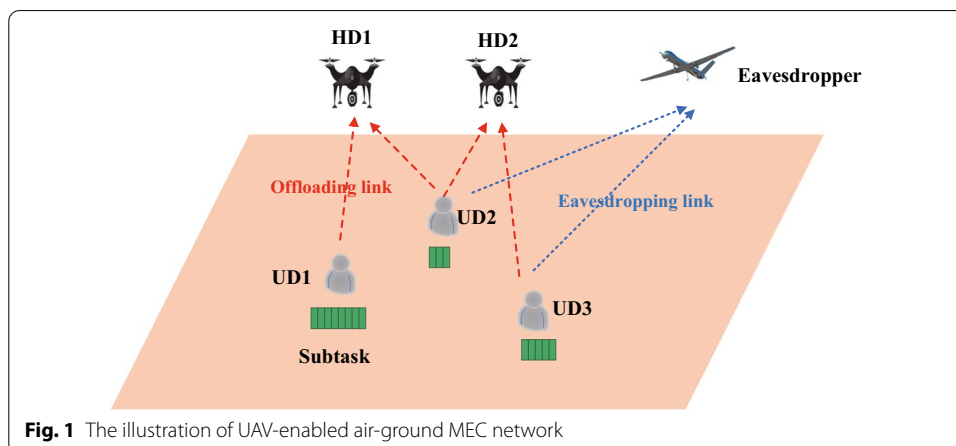 HD1
HD2
Eavesdropper
Offloading link
Eavesdropping link
UD2
UD1
UD3
Subtask
Fig. 1 The illustration of UAV-enabled air-ground MEC network